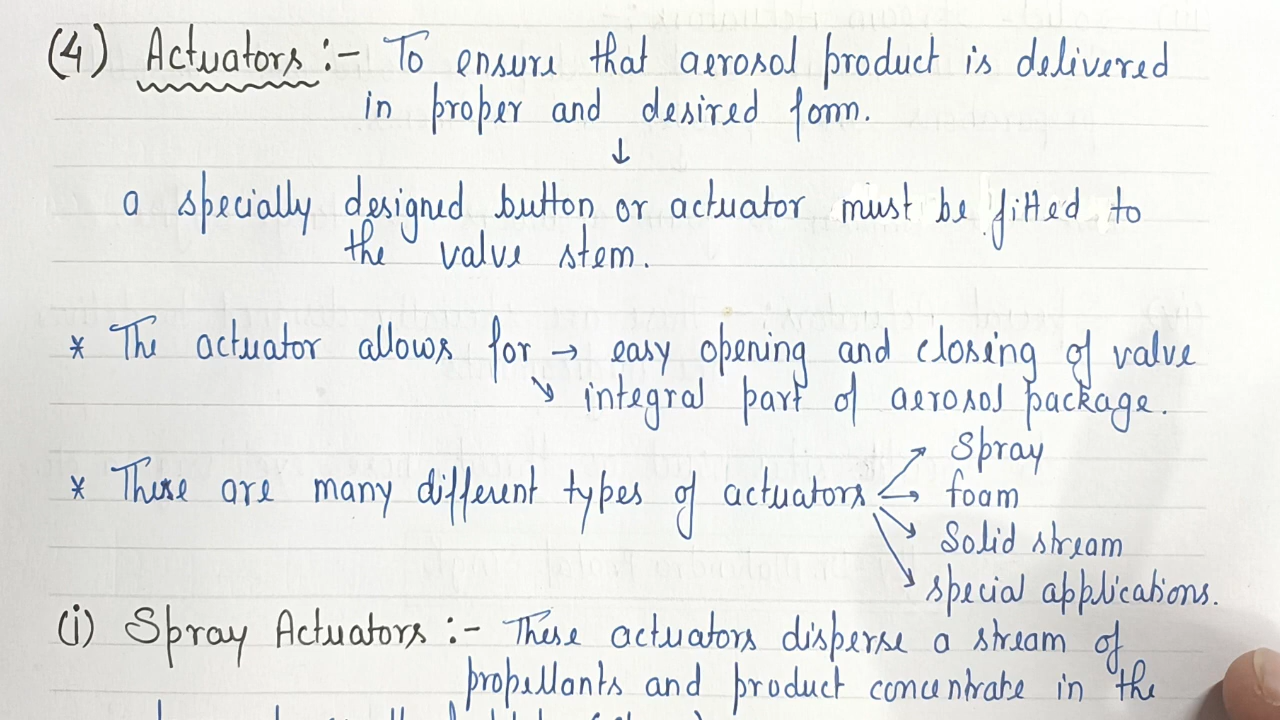 (4) Actuators :- To ensure that aerosol product is delivered
in proper and desired form.
↓
a specially designed button or actuator must be fitted to
the valve stem.
* The actuator allows for → easy opening and closing of valve
↘ integral part of aerosol package.
* There are many different types of actuators → Spray
→ foam
→ Solid stream
→ special applications.
(i) Spray Actuators :- These actuators disperse a stream of
propellants and product concentrate in the